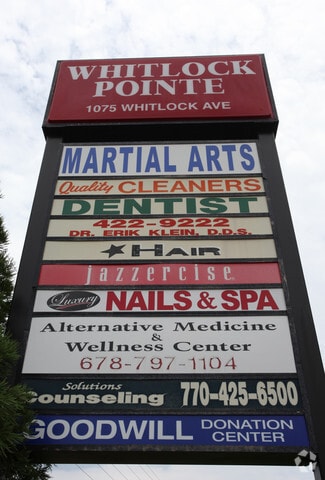 WHITLOCK
POINTE
1075 WHITLOCK AVE
MARTIAL ARTS
Quality CLEANERS
DENTIST
422-9222
DR. ERIK KLEIN, D.D.S.
★ HAIR
jazzercise
Luxury NAILS & SPA
Alternative Medicine
&
Wellness Center
678-797-1104
Solutions
Counseling 770-425-6500
GOODWILL DONATION
CENTER